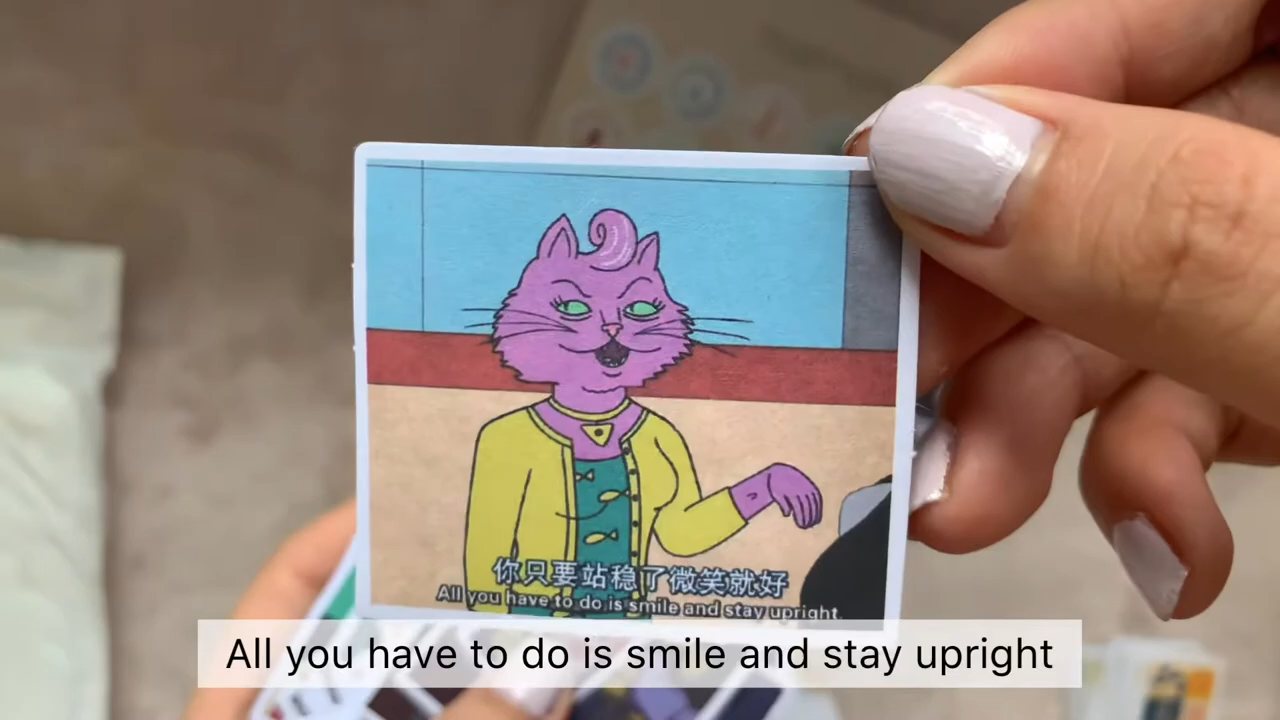 你只要站稳了微笑就好
All you have to do is smile and stay upright.
All you have to do is smile and stay upright